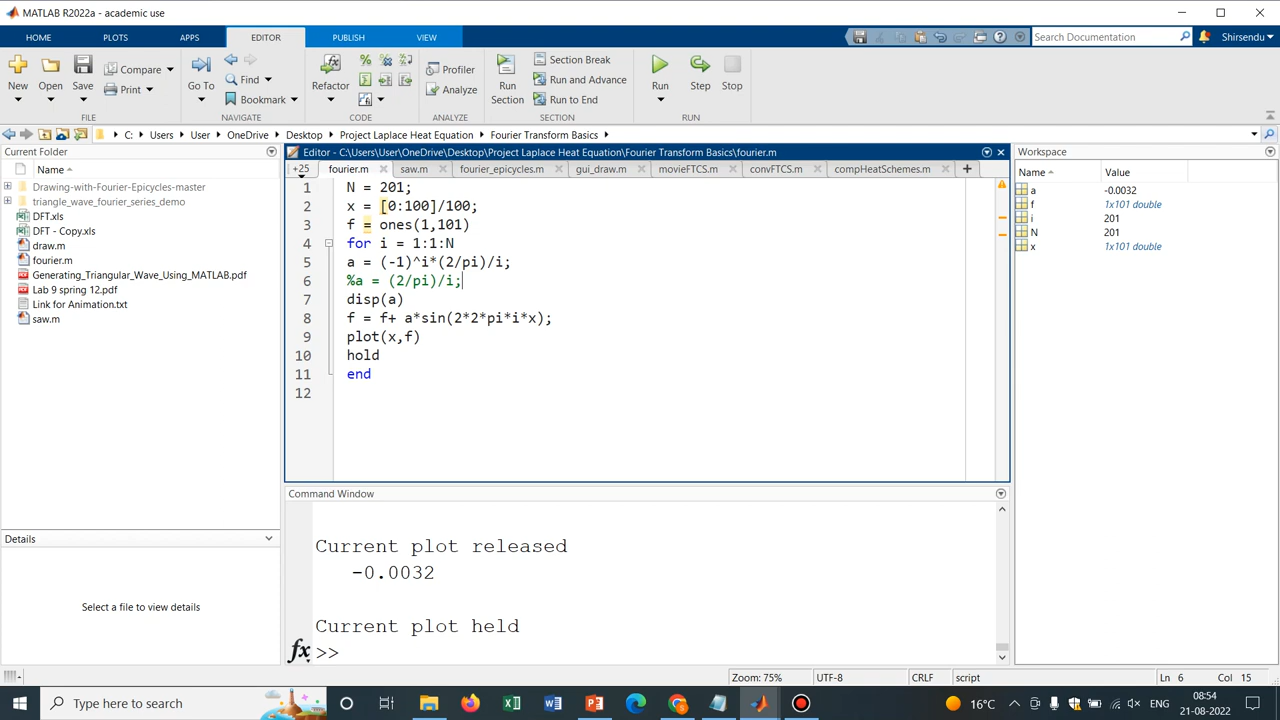 MATLAB R2022a - academic use
HOME PLOTS APPS EDITOR PUBLISH VIEW Search Documentation Shirsendu
New Open Save Compare Print Go To Find Bookmark Refactor Profiler Analyze Run Section Section Break Run and Advance Run to End Run Step Stop
FILE NAVIGATE CODE ANALYZE SECTION RUN
C: Users User OneDrive Desktop Project Laplace Heat Equation Fourier Transform Basics
Current Folder
Name
Drawing-with-Fourier-Epicycles-master
triangle_wave_fourier_series_demo
DFT.xls
DFT - Copy.xls
draw.m
fourier.m
Generating_Triangular_Wave_Using_MATLAB.pdf
Lab 9 spring 12.pdf
Link for Animation.txt
saw.m
Details
Select a file to view details
Editor - C:\Users\User\OneDrive\Desktop\Project Laplace Heat Equation\Fourier Transform Basics\fourier.m
+25 fourier.m saw.m fourier_epicycles.m gui_draw.m movieFTCS.m convFTCS.m compHeatSchemes.m
1 N = 201;
2 x = [0:100]/100;
3 f = ones(1,101)
4 for i = 1:1:N
5 a = (-1)^i*(2/pi)/i;
6 %a = (2/pi)/i;
7 disp(a)
8 f = f+ a*sin(2*2*pi*i*x);
9 plot(x,f)
10 hold
11 end
12
Command Window
Current plot released
-0.0032
Current plot held
fx >>
Workspace
Name Value
a -0.0032
f 1x101 double
i 201
N 201
x 1x101 double
Zoom: 75% UTF-8 CRLF script Ln 6 Col 15
Type here to search
16°C ENG 08:54
21-08-2022